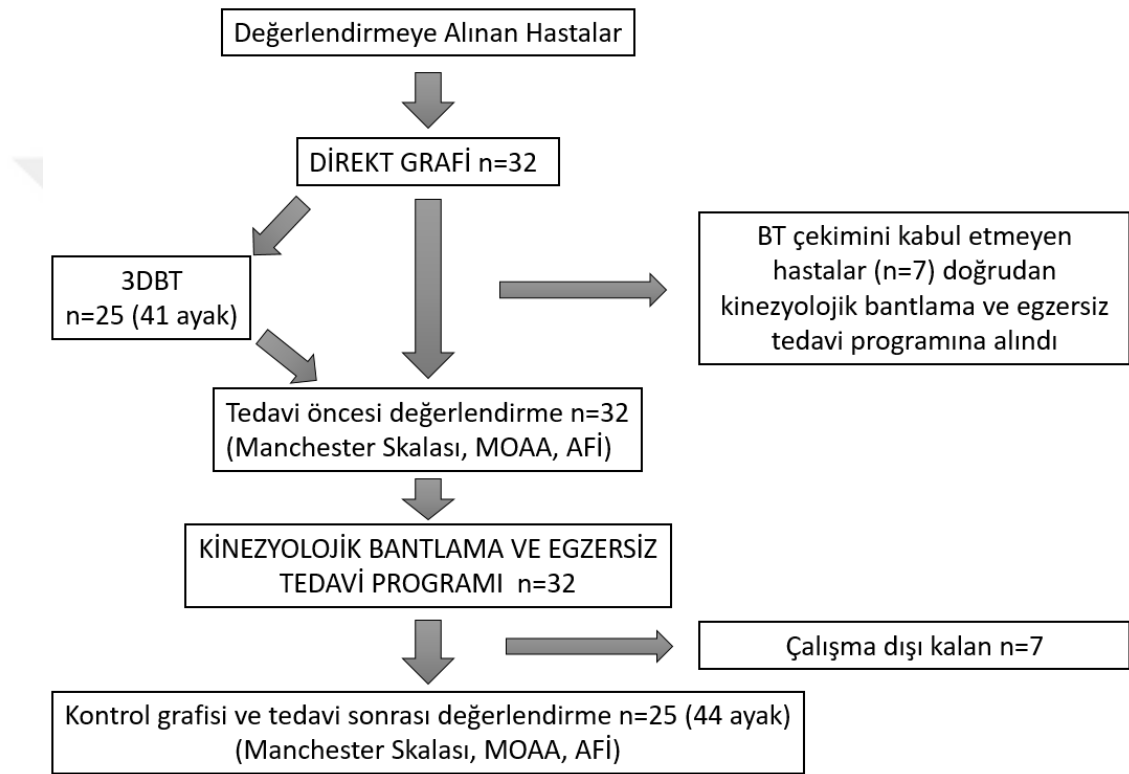 Değerlendirmeye Alınan Hastalar
DİREKT GRAFİ n=32
3DBT
n=25 (41 ayak)
BT çekimini kabul etmeyen
hastalar (n=7) doğrudan
kinezyolojik bantlama ve egzersiz
tedavi programına alındı
Tedavi öncesi değerlendirme n=32
(Manchester Skalası, MOAA, AFİ)
KİNEZYOLOJİK BANTLAMA VE EGZERSİZ
TEDAVİ PROGRAMI n=32
Çalışma dışı kalan n=7
Kontrol grafisi ve tedavi sonrası değerlendirme n=25 (44 ayak)
(Manchester Skalası, MOAA, AFİ)